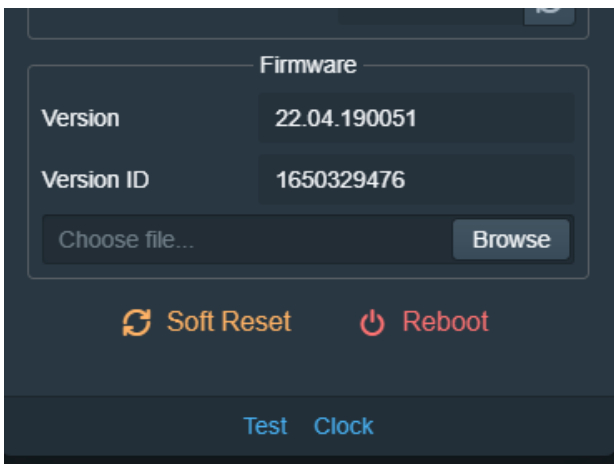 Firmware
Version 22.04.190051
Version ID 1650329476
Choose file... Browse
Soft Reset Reboot
Test Clock